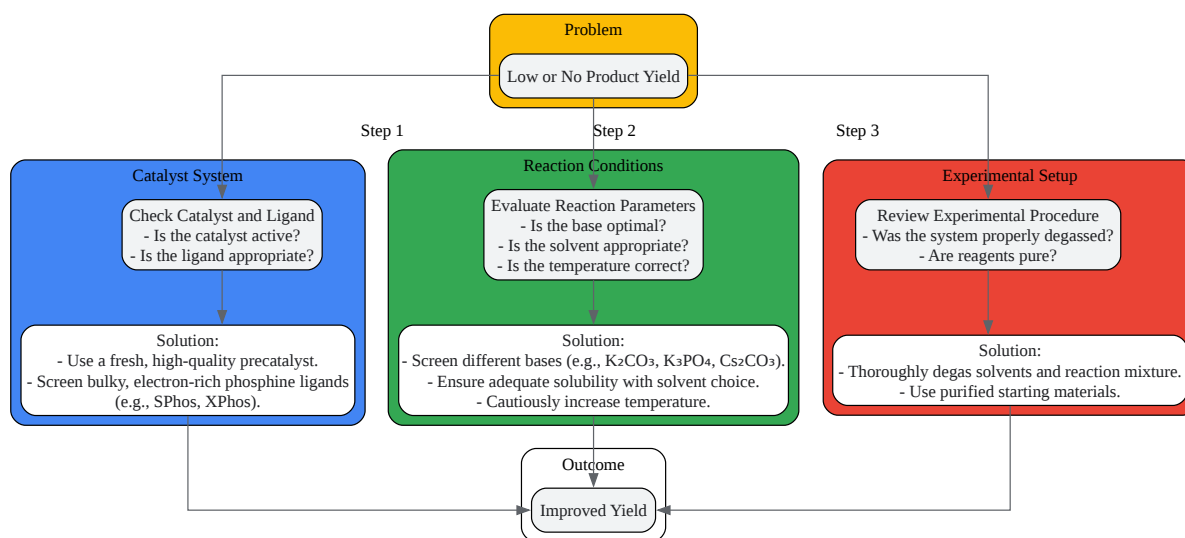 Problem
Low or No Product Yield
Step 1
Step 2
Step 3
Catalyst System
Check Catalyst and Ligand
- Is the catalyst active?
- Is the ligand appropriate?
Solution:
- Use a fresh, high-quality precatalyst.
- Screen bulky, electron-rich phosphine ligands
(e.g., SPhos, XPhos).
Reaction Conditions
Evaluate Reaction Parameters
- Is the base optimal?
- Is the solvent appropriate?
- Is the temperature correct?
Solution:
- Screen different bases (e.g., K₂CO₃, K₃PO₄, Cs₂CO₃).
- Ensure adequate solubility with solvent choice.
- Cautiously increase temperature.
Experimental Setup
Review Experimental Procedure
- Was the system properly degassed?
- Are reagents pure?
Solution:
- Thoroughly degas solvents and reaction mixture.
- Use purified starting materials.
Outcome
Improved Yield